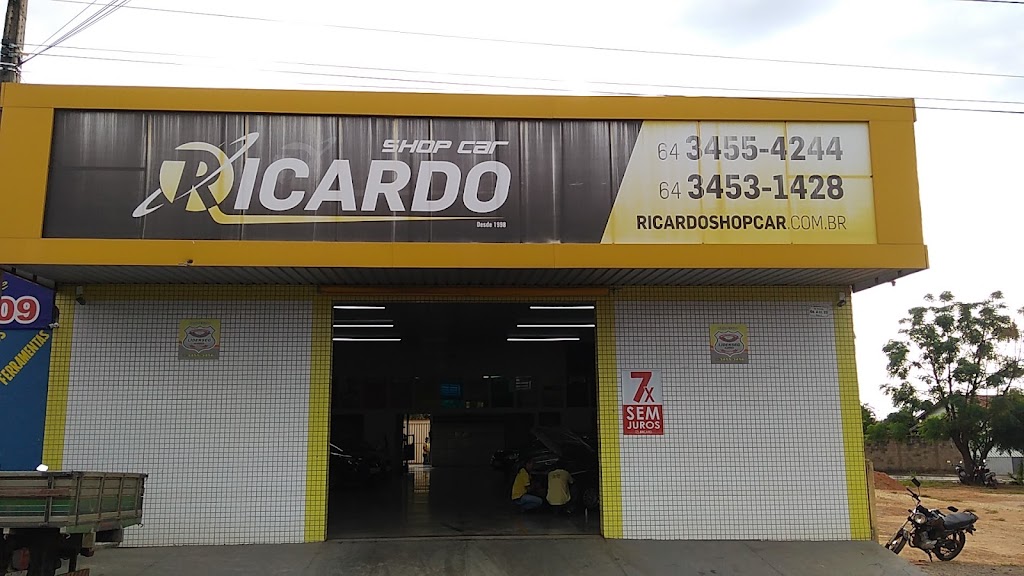 SHOP CAR
RICARDO
Desde 1998
64 3455-4244
64 3453-1428
RICARDOSHOPCAR.COM.BR
09
FERRAMENTAS
7X
SEM
JUROS